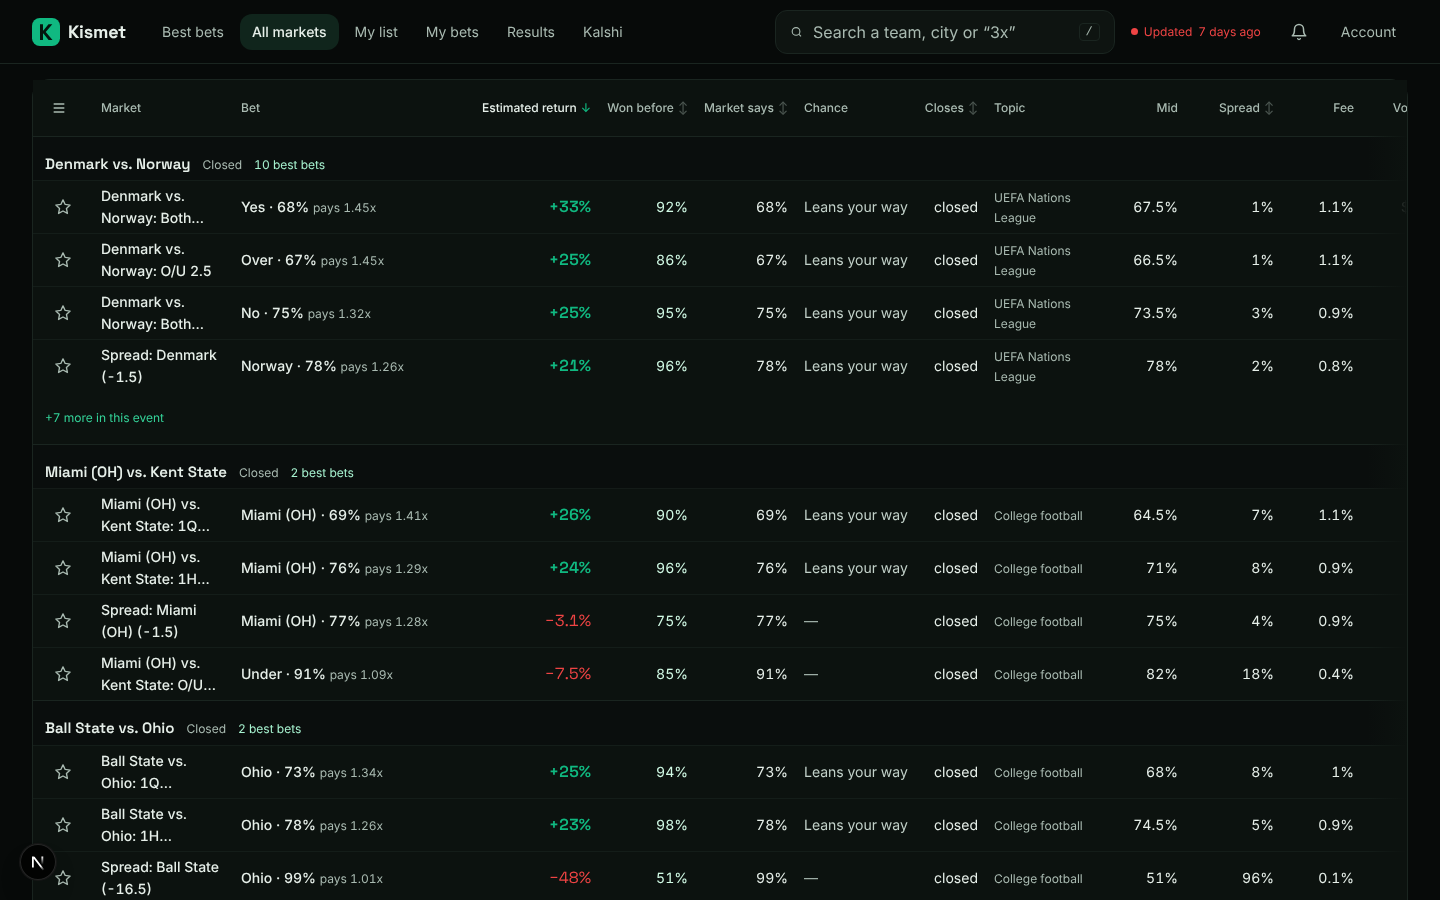 K Kismet Best bets All markets My list My bets Results Kalshi Search a team, city or “3x” / Updated 7 days ago Account
Market Bet Estimated return ↓ Won before Market says Chance Closes Topic Mid Spread Fee Vo
Denmark vs. Norway Closed 10 best bets
Denmark vs.
Norway: Both... Yes · 68% pays 1.45x +33% 92% 68% Leans your way closed UEFA Nations
League 67.5% 1% 1.1%
Denmark vs.
Norway: O/U 2.5 Over · 67% pays 1.45x +25% 86% 67% Leans your way closed UEFA Nations
League 66.5% 1% 1.1%
Denmark vs.
Norway: Both... No · 75% pays 1.32x +25% 95% 75% Leans your way closed UEFA Nations
League 73.5% 3% 0.9%
Spread: Denmark
(-1.5) Norway · 78% pays 1.26x +21% 96% 78% Leans your way closed UEFA Nations
League 78% 2% 0.8%
+7 more in this event
Miami (OH) vs. Kent State Closed 2 best bets
Miami (OH) vs.
Kent State: 1Q... Miami (OH) · 69% pays 1.41x +26% 90% 69% Leans your way closed College football 64.5% 7% 1.1%
Miami (OH) vs.
Kent State: 1H... Miami (OH) · 76% pays 1.29x +24% 96% 76% Leans your way closed College football 71% 8% 0.9%
Spread: Miami
(OH) (-1.5) Miami (OH) · 77% pays 1.28x −3.1% 75% 77% — closed College football 75% 4% 0.9%
Miami (OH) vs.
Kent State: O/U... Under · 91% pays 1.09x −7.5% 85% 91% — closed College football 82% 18% 0.4%
Ball State vs. Ohio Closed 2 best bets
Ball State vs.
Ohio: 1Q... Ohio · 73% pays 1.34x +25% 94% 73% Leans your way closed College football 68% 8% 1%
Ball State vs.
Ohio: 1H... Ohio · 78% pays 1.26x +23% 98% 78% Leans your way closed College football 74.5% 5% 0.9%
Spread: Ball State
(-16.5) Ohio · 99% pays 1.01x −48% 51% 99% — closed College football 51% 96% 0.1%
N